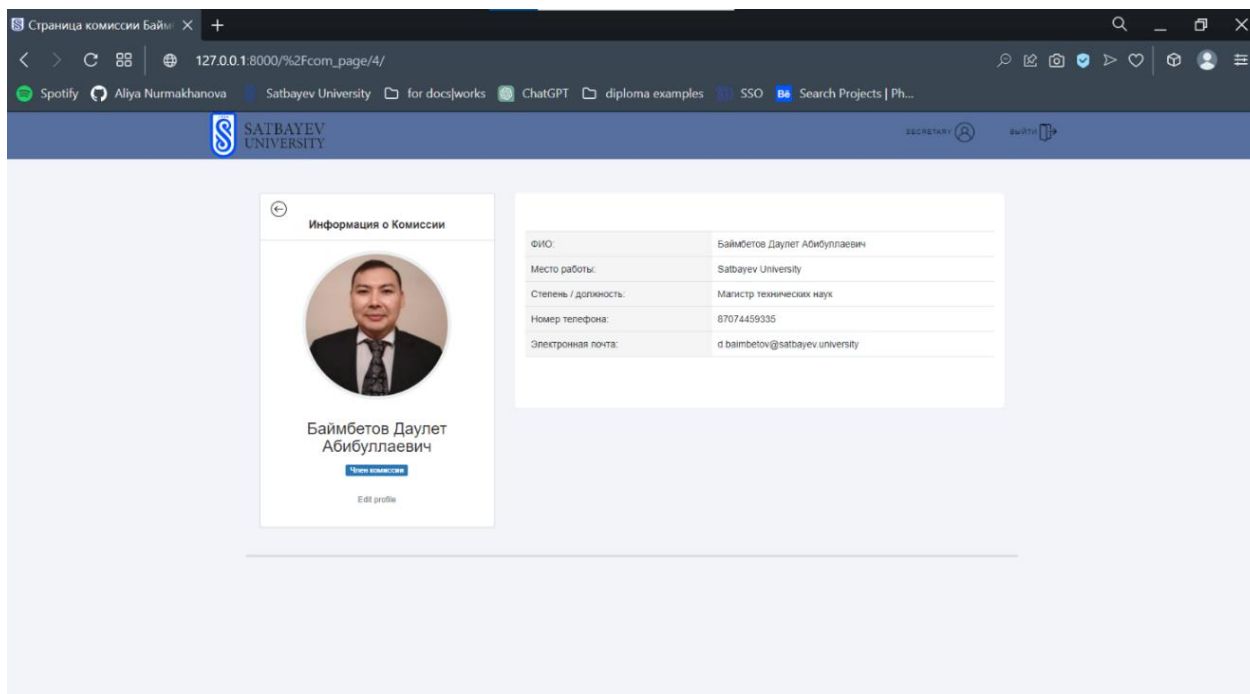 Страница комиссии Байм
127.0.0.1:8000/%2Fcom_page/4/
Spotify Aliya Nurmakhanova Satbayev University for docs|works ChatGPT diploma examples SSO Bē Search Projects | Ph...
SATBAYEV
UNIVERSITY
SECRETARY ВЫЙТИ
Информация о Комиссии
Баймбетов Даулет
Абибуллаевич
Член комиссии
Edit profile
ФИО: Баймбетов Даулет Абибуллаевич
Место работы: Satbayev University
Степень / должность: Магистр технических наук
Номер телефона: 87074459335
Электронная почта: d.baimbetov@satbayev.university